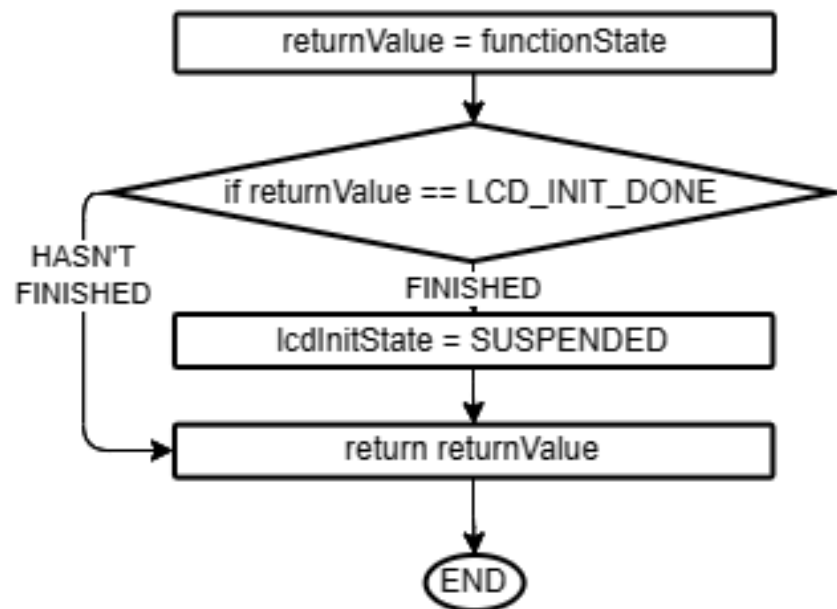 returnValue = functionState
if returnValue == LCD_INIT_DONE
HASN'T
FINISHED
FINISHED
lcdInitState = SUSPENDED
return returnValue
END